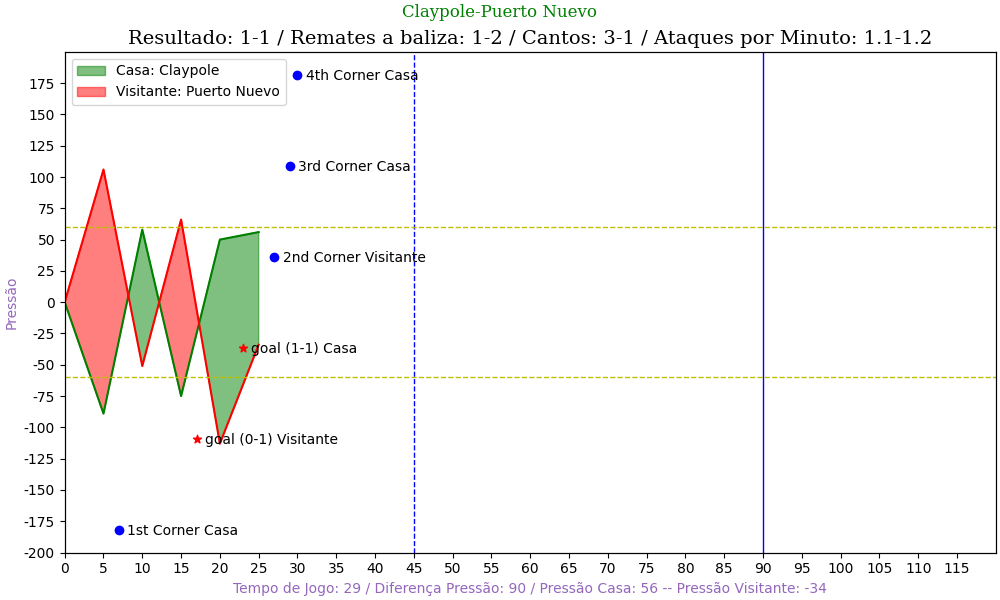 Claypole-Puerto Nuevo
Resultado: 1-1 / Remates a baliza: 1-2 / Cantos: 3-1 / Ataques por Minuto: 1.1-1.2
Casa: Claypole
Visitante: Puerto Nuevo
4th Corner Casa
3rd Corner Casa
2nd Corner Visitante
goal (1-1) Casa
goal (0-1) Visitante
1st Corner Casa
Pressão
175
150
125
100
75
50
25
0
-25
-50
-75
-100
-125
-150
-175
-200
0 5 10 15 20 25 30 35 40 45 50 55 60 65 70 75 80 85 90 95 100 105 110 115
Tempo de Jogo: 29 / Diferença Pressão: 90 / Pressão Casa: 56 -- Pressão Visitante: -34